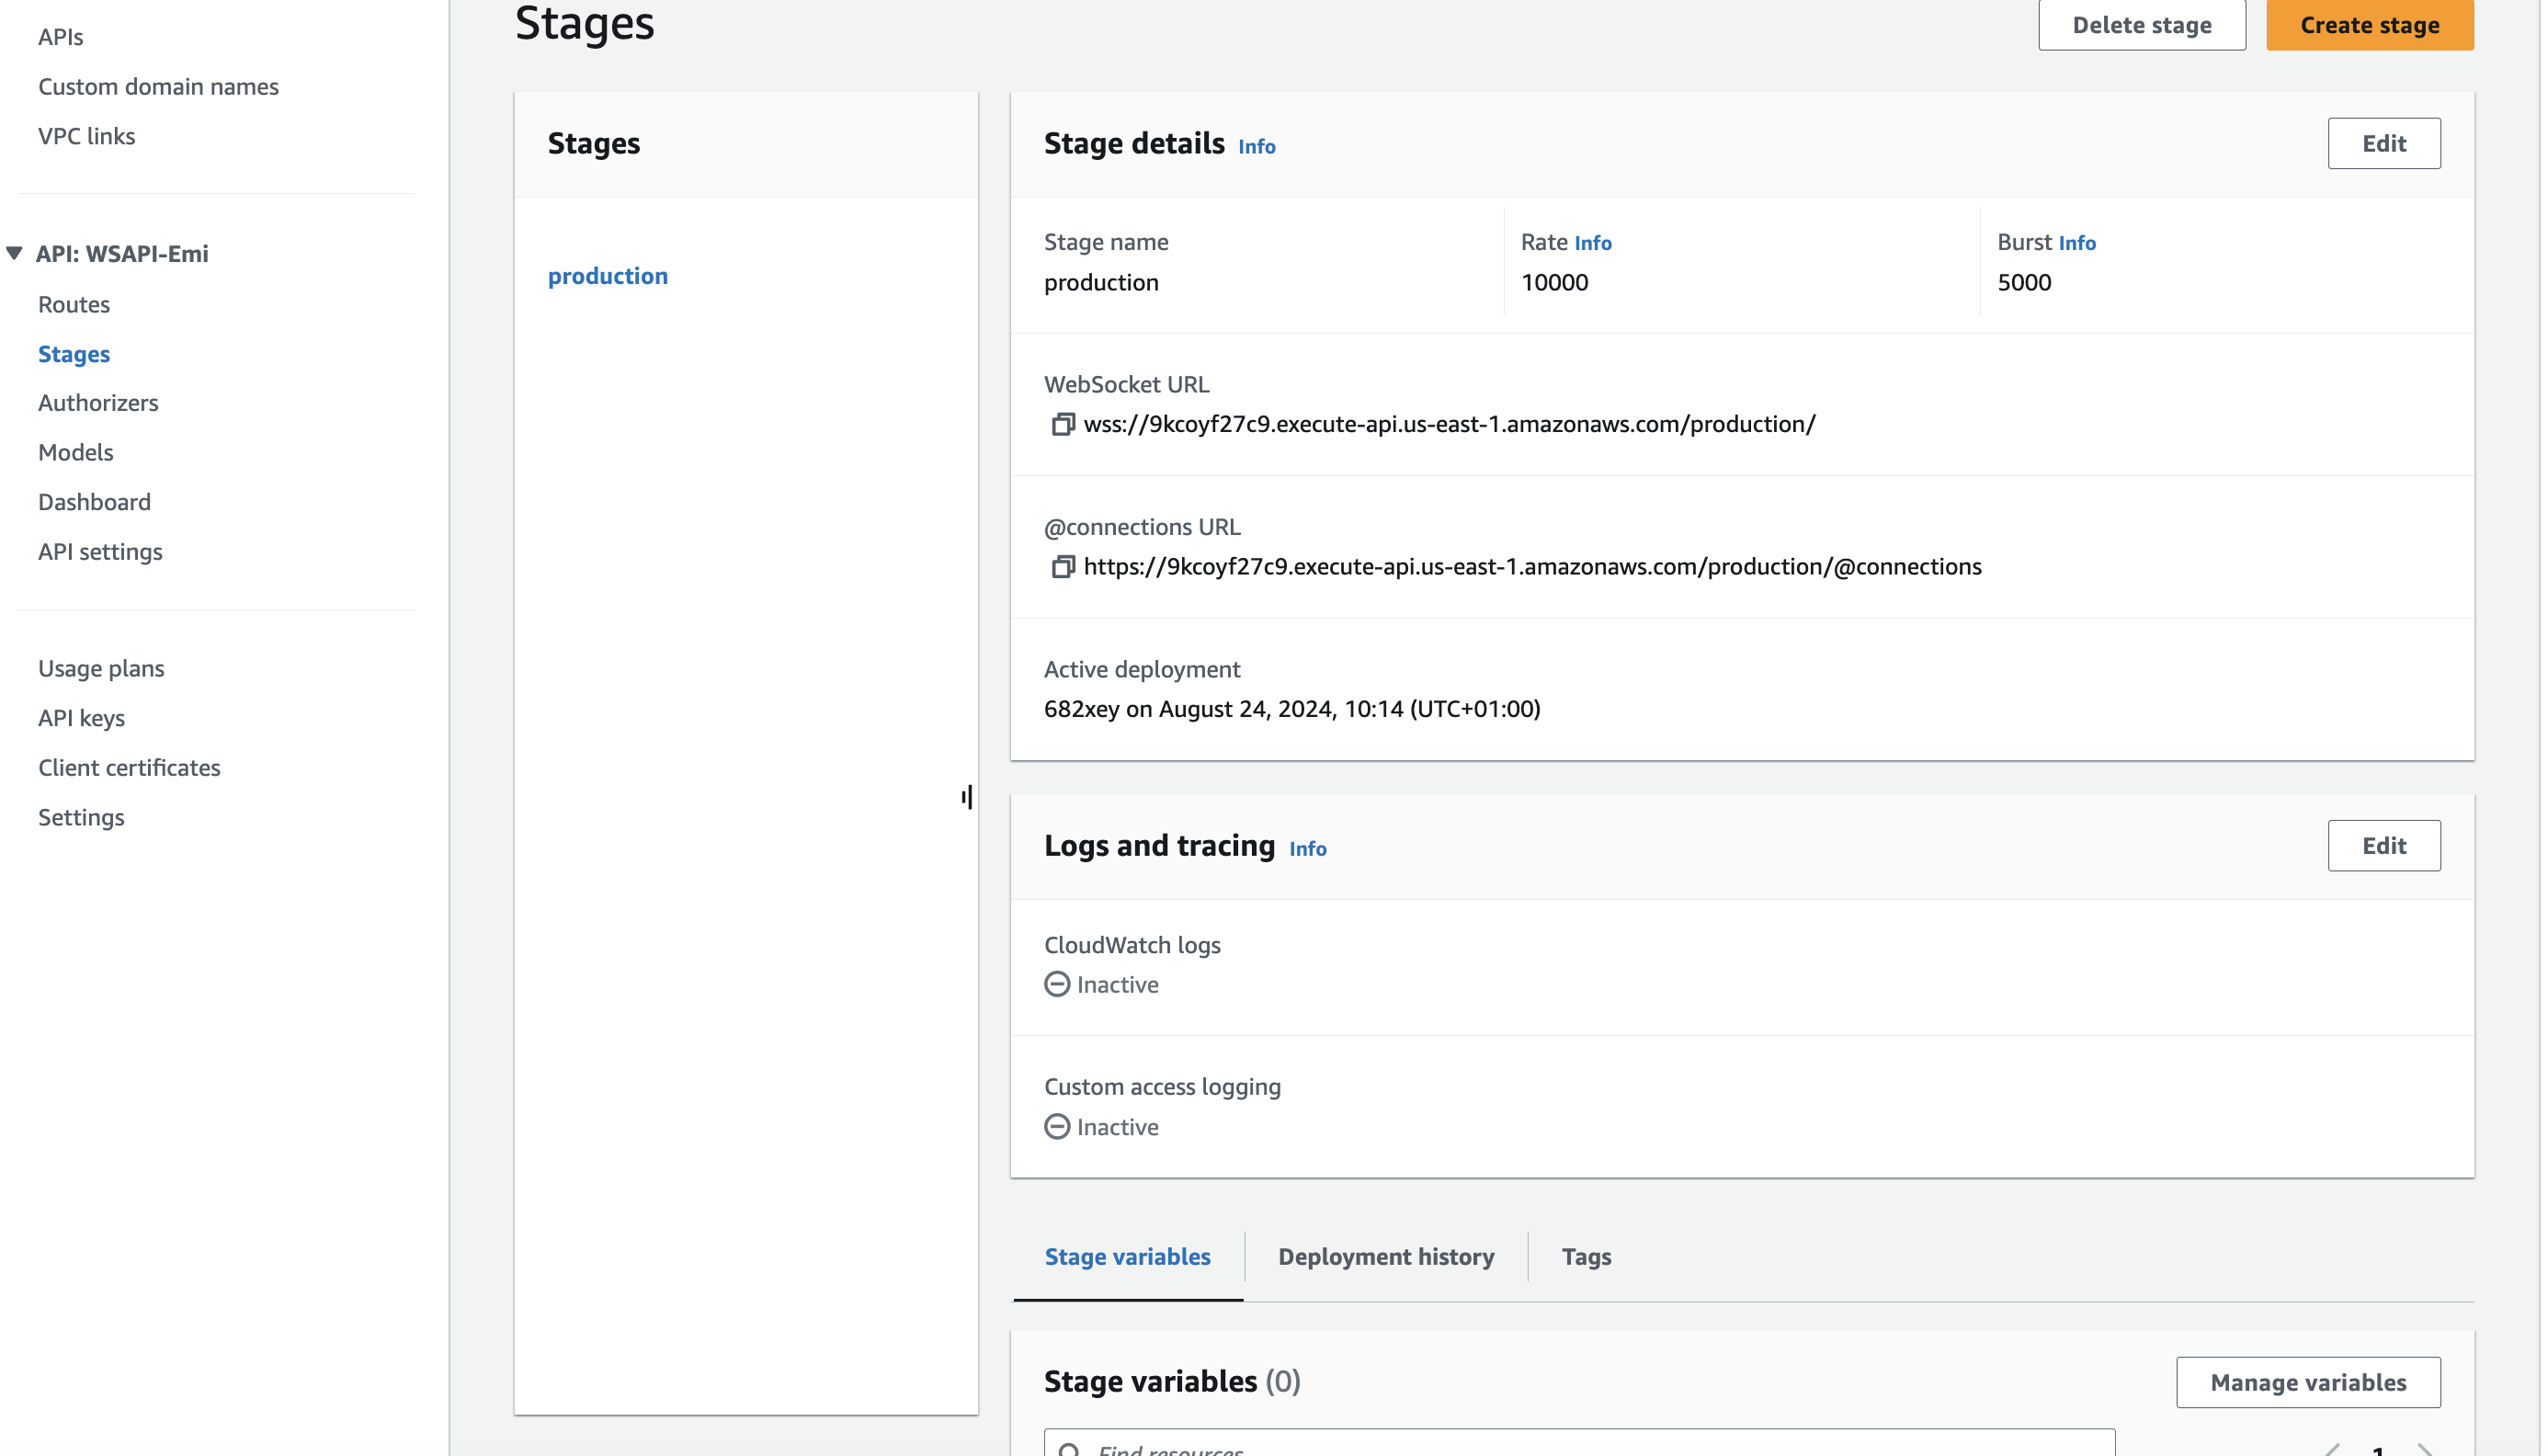 APIs
Custom domain names
VPC links
API: WSAPI-Emi
Routes
Stages
Authorizers
Models
Dashboard
API settings
Usage plans
API keys
Client certificates
Settings
Stages
Delete stage
Create stage
Stages
production
Stage details Info
Edit
Stage name
production
Rate Info
10000
Burst Info
5000
WebSocket URL
wss://9kcoyf27c9.execute-api.us-east-1.amazonaws.com/production/
@connections URL
https://9kcoyf27c9.execute-api.us-east-1.amazonaws.com/production/@connections
Active deployment
682xey on August 24, 2024, 10:14 (UTC+01:00)
Logs and tracing Info
Edit
CloudWatch logs
Inactive
Custom access logging
Inactive
Stage variables
Deployment history
Tags
Stage variables (0)
Manage variables
Find resources
1